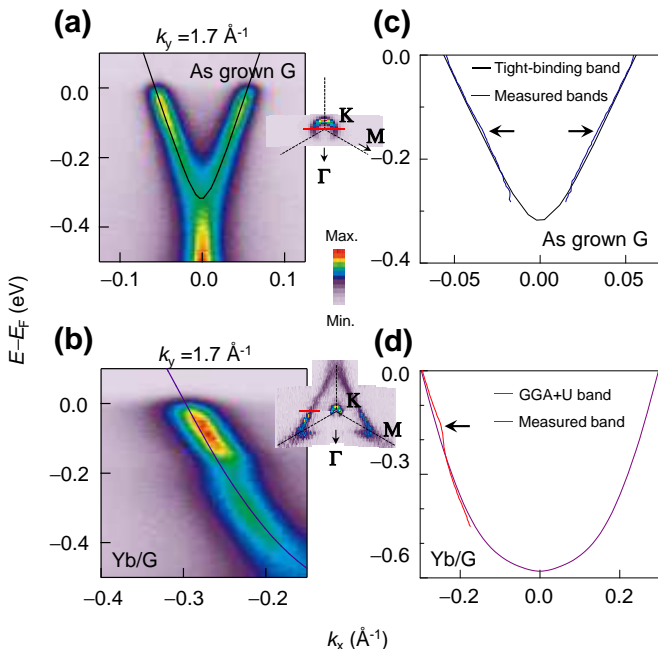 (a)
k_y =1.7 Å⁻¹
As grown G
0.0
−0.2
−0.4
−0.1 0.0 0.1
K
M
Γ
Max.
Min.
(c)
0.0
Tight-binding band
Measured bands
−0.2
As grown G
−0.4
−0.05 0.00 0.05
E−E_F (eV)
(b)
k_y =1.7 Å⁻¹
0.0
−0.2
−0.4
Yb/G
−0.4 −0.3 −0.2
K
M
Γ
(d)
0.0
GGA+U band
Measured band
−0.3
−0.6
Yb/G
−0.2 0.0 0.2
k_x (Å⁻¹)